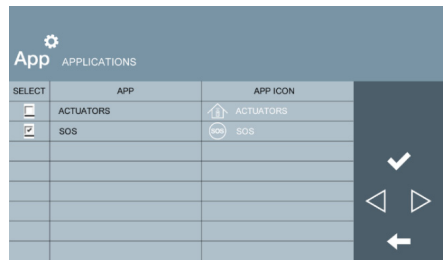 App APPLICATIONS
SELECT APP APP ICON
ACTUATORS ACTUATORS
SOS SOS SOS